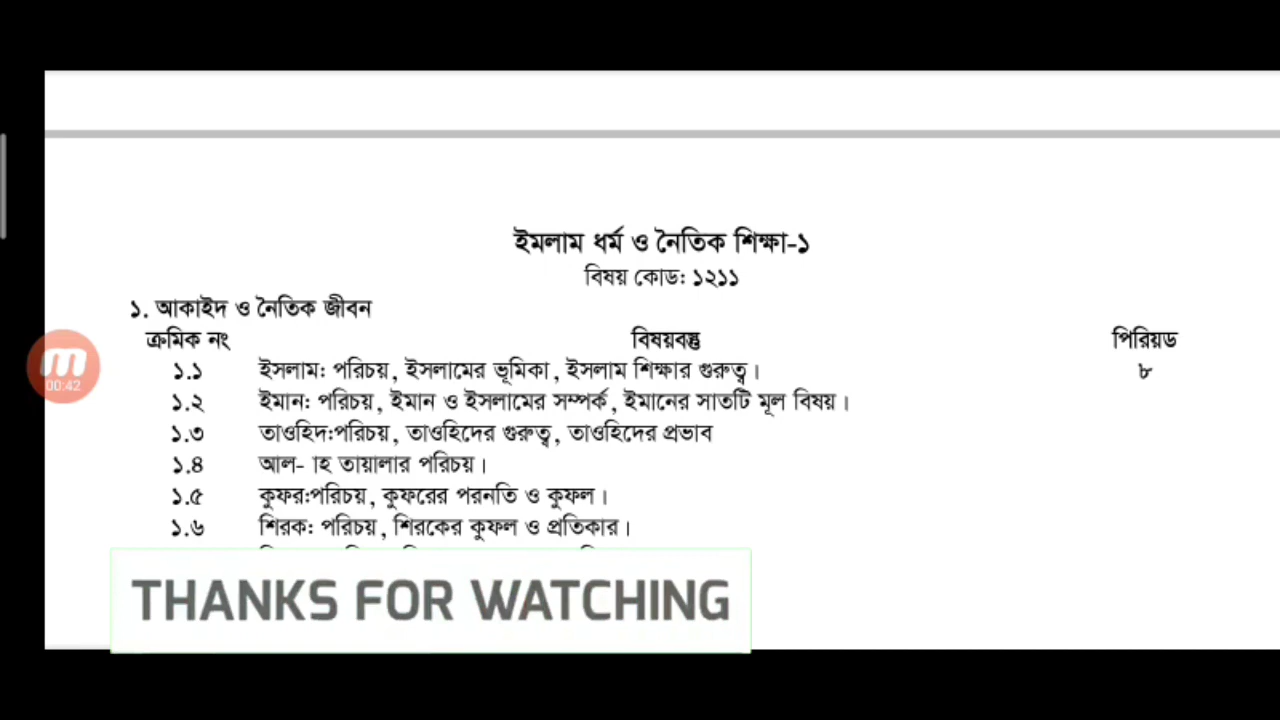 ইমলাম ধর্ম ও নৈতিক শিক্ষা-১
বিষয় কোড: ১২১১
১. আকাইদ ও নৈতিক জীবন
ক্রমিক নং বিষয়বস্তু পিরিয়ড
১.১ ইসলাম: পরিচয়, ইসলামের ভূমিকা, ইসলাম শিক্ষার গুরুত্ব। ৮
১.২ ইমান: পরিচয়, ইমান ও ইসলামের সম্পর্ক, ইমানের সাতটি মূল বিষয়।
১.৩ তাওহিদ:পরিচয়, তাওহিদের গুরুত্ব, তাওহিদের প্রভাব
১.৪ আল- াহ তায়ালার পরিচয়।
১.৫ কুফর:পরিচয়, কুফরের পরনতি ও কুফল।
১.৬ শিরক: পরিচয়, শিরকের কুফল ও প্রতিকার।
THANKS FOR WATCHING
00:42